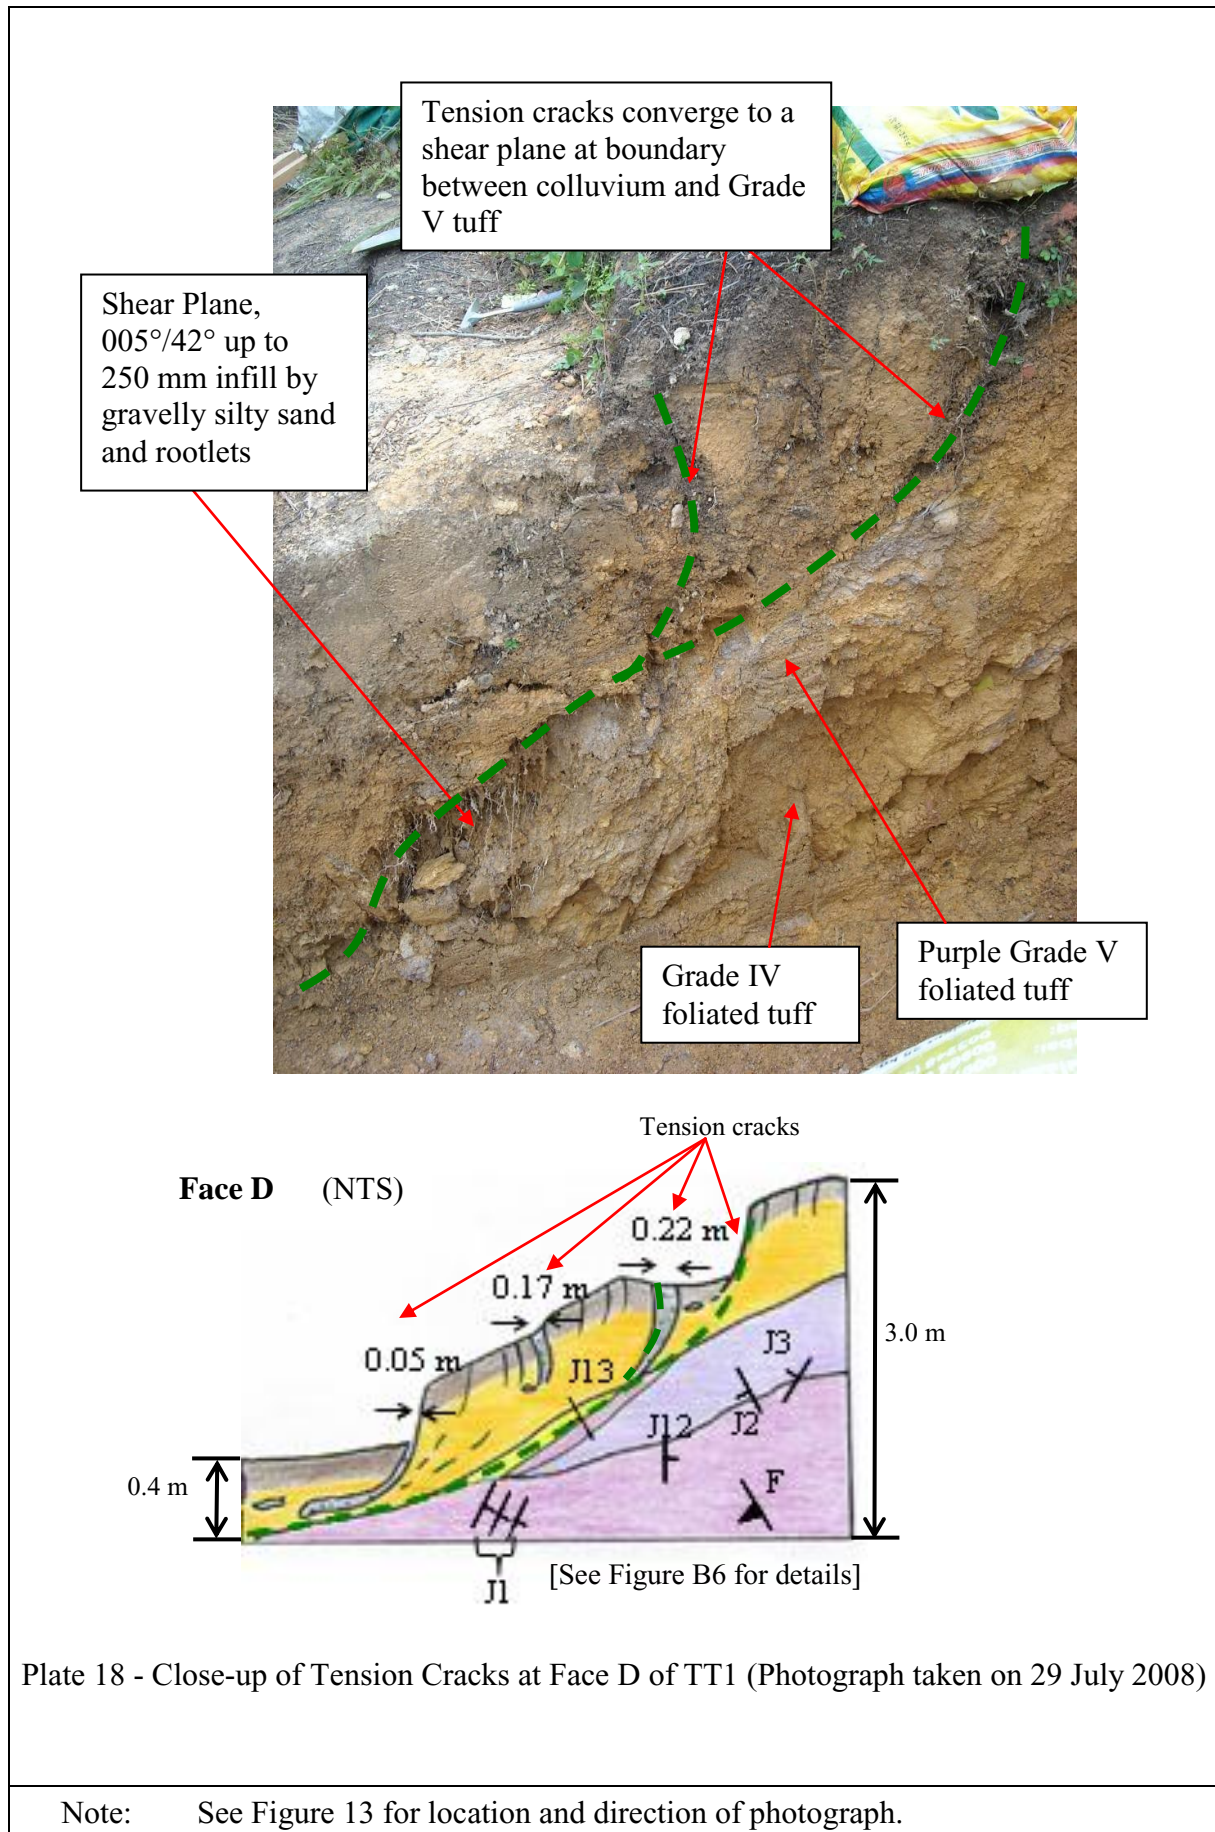 Tension cracks converge to a
shear plane at boundary
between colluvium and Grade
V tuff
Shear Plane,
005°/42° up to
250 mm infill by
gravelly silty sand
and rootlets
Grade IV
foliated tuff
Purple Grade V
foliated tuff
Tension cracks
Face D (NTS)
0.22 m
0.17 m
0.05 m
3.0 m
0.4 m
J13
J3
J12
J2
F
J1
[See Figure B6 for details]
Plate 18 - Close-up of Tension Cracks at Face D of TT1 (Photograph taken on 29 July 2008)
Note: See Figure 13 for location and direction of photograph.